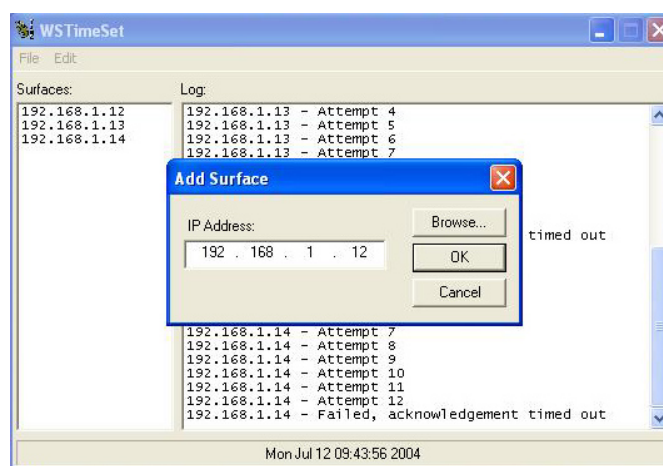 WSTimeSet
File Edit
Surfaces:
192.168.1.12
192.168.1.13
192.168.1.14
Log:
192.168.1.13 - Attempt 4
192.168.1.13 - Attempt 5
192.168.1.13 - Attempt 6
192.168.1.13 - Attempt 7
timed out
Add Surface
IP Address:
192 . 168 . 1 . 12
Browse...
OK
Cancel
192.168.1.14 - Attempt 7
192.168.1.14 - Attempt 8
192.168.1.14 - Attempt 9
192.168.1.14 - Attempt 10
192.168.1.14 - Attempt 11
192.168.1.14 - Attempt 12
192.168.1.14 - Failed, acknowledgement timed out
Mon Jul 12 09:43:56 2004